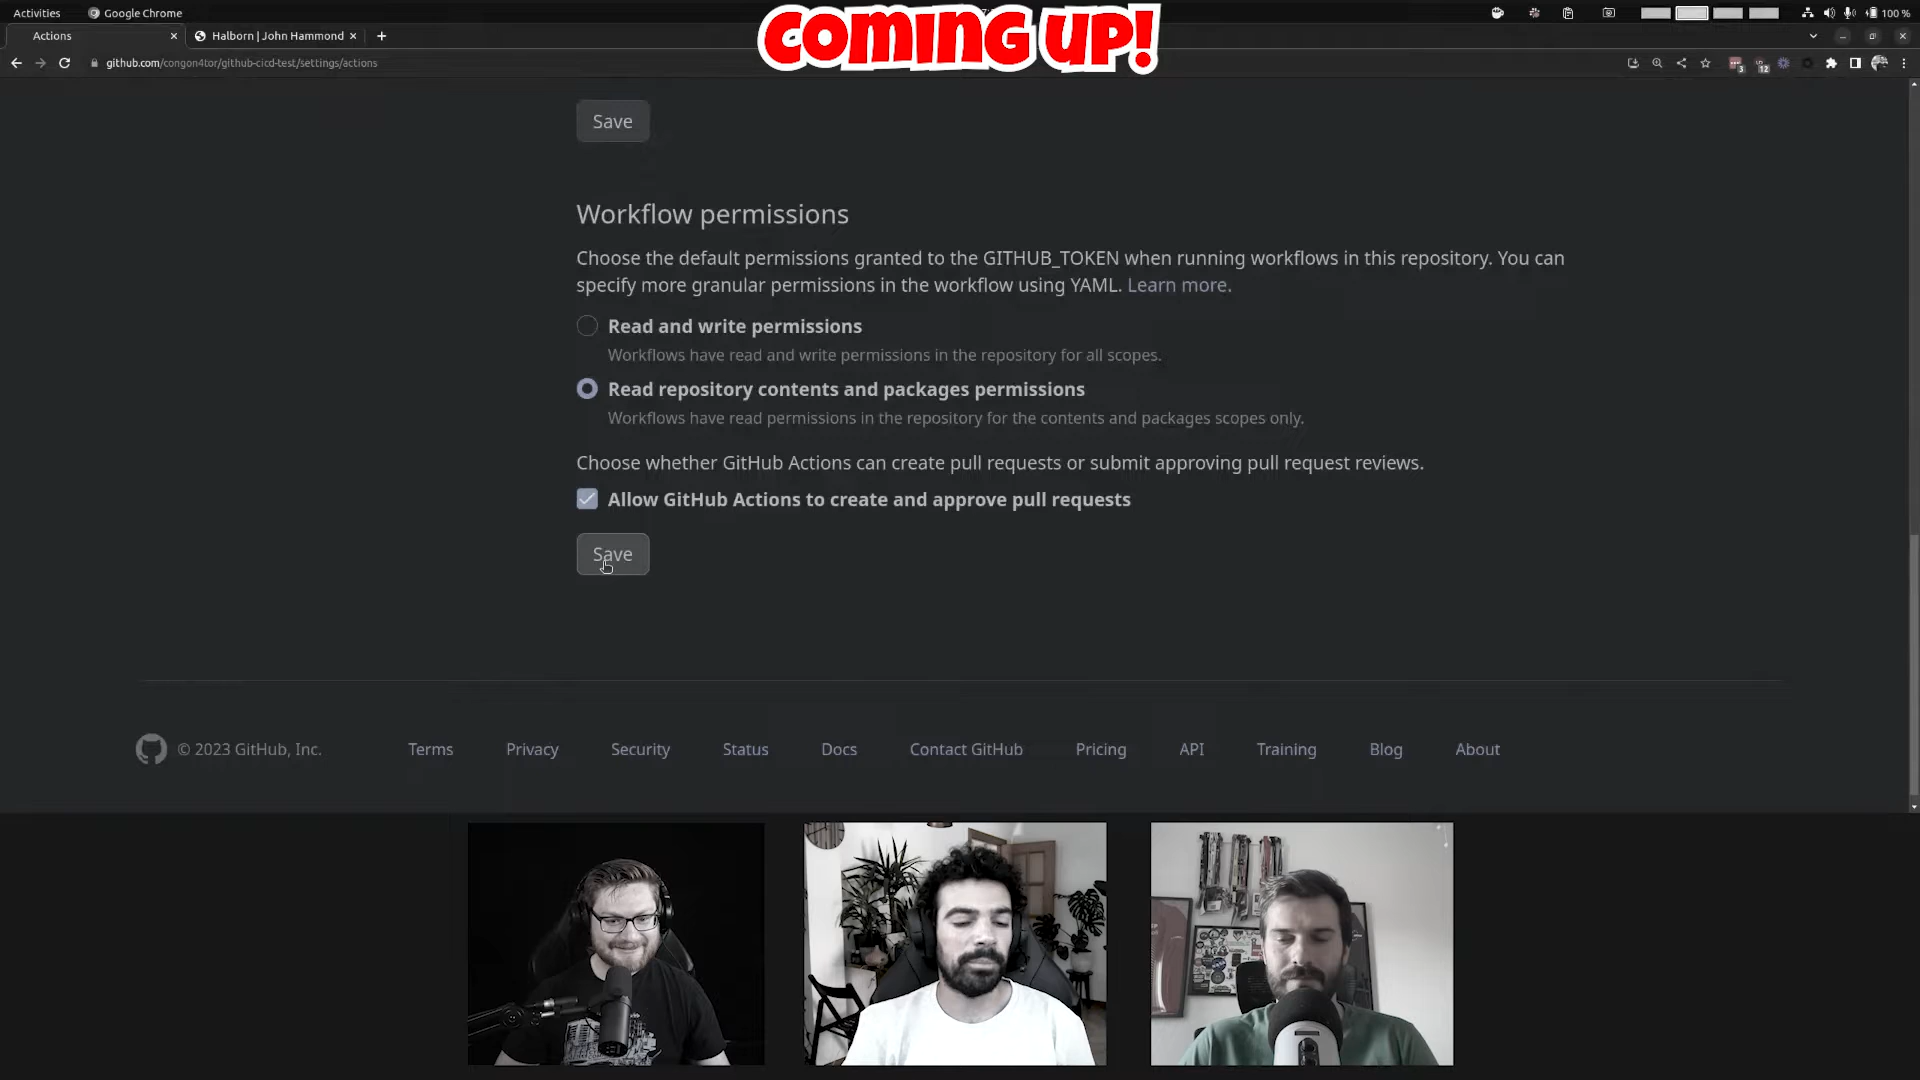 Activities Google Chrome
COMING UP!
100 %
Actions
Halborn | John Hammond
github.com/congon4tor/github-cicd-test/settings/actions
3
12
Save
Workflow permissions
Choose the default permissions granted to the GITHUB_TOKEN when running workflows in this repository. You can
specify more granular permissions in the workflow using YAML. Learn more.
Read and write permissions
Workflows have read and write permissions in the repository for all scopes.
Read repository contents and packages permissions
Workflows have read permissions in the repository for the contents and packages scopes only.
Choose whether GitHub Actions can create pull requests or submit approving pull request reviews.
Allow GitHub Actions to create and approve pull requests
Save
© 2023 GitHub, Inc. Terms Privacy Security Status Docs Contact GitHub Pricing API Training Blog About